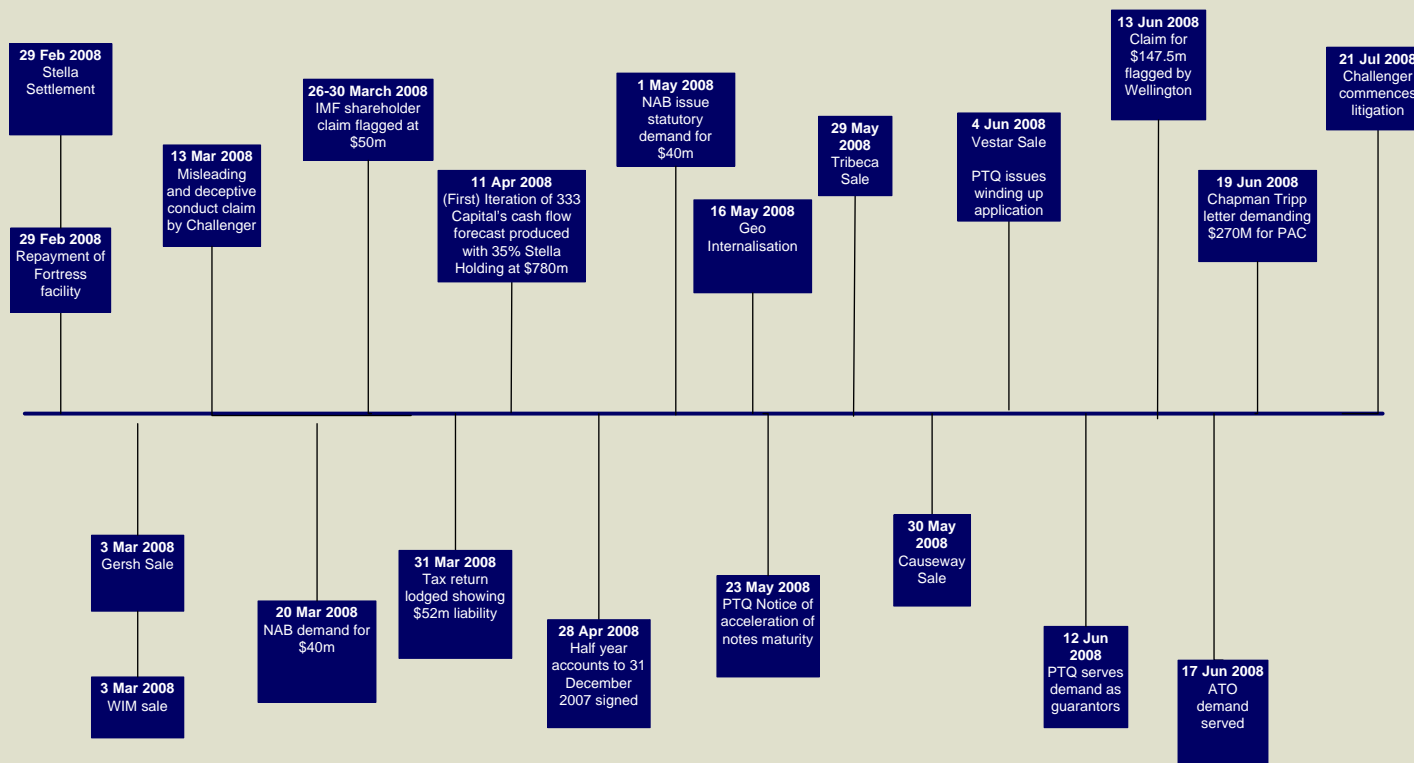 29 Feb 2008
Stella
Settlement
29 Feb 2008
Repayment of
Fortress
facility
13 Mar 2008
Misleading
and deceptive
conduct claim
by Challenger
26-30 March 2008
IMF shareholder
claim flagged at
$50m
11 Apr 2008
(First) Iteration of 333
Capital's cash flow
forecast produced
with 35% Stella
Holding at $780m
1 May 2008
NAB issue
statutory
demand for
$40m
16 May 2008
Geo
Internalisation
29 May
2008
Tribeca
Sale
4 Jun 2008
Vestar Sale
PTQ issues
winding up
application
13 Jun 2008
Claim for
$147.5m
flagged by
Wellington
19 Jun 2008
Chapman Tripp
letter demanding
$270M for PAC
21 Jul 2008
Challenger
commences
litigation
3 Mar 2008
Gersh Sale
3 Mar 2008
WIM sale
20 Mar 2008
NAB demand for
$40m
31 Mar 2008
Tax return
lodged showing
$52m liability
28 Apr 2008
Half year
accounts to 31
December
2007 signed
23 May 2008
PTQ Notice of
acceleration of
notes maturity
30 May
2008
Causeway
Sale
12 Jun
2008
PTQ serves
demand as
guarantors
17 Jun 2008
ATO
demand
served